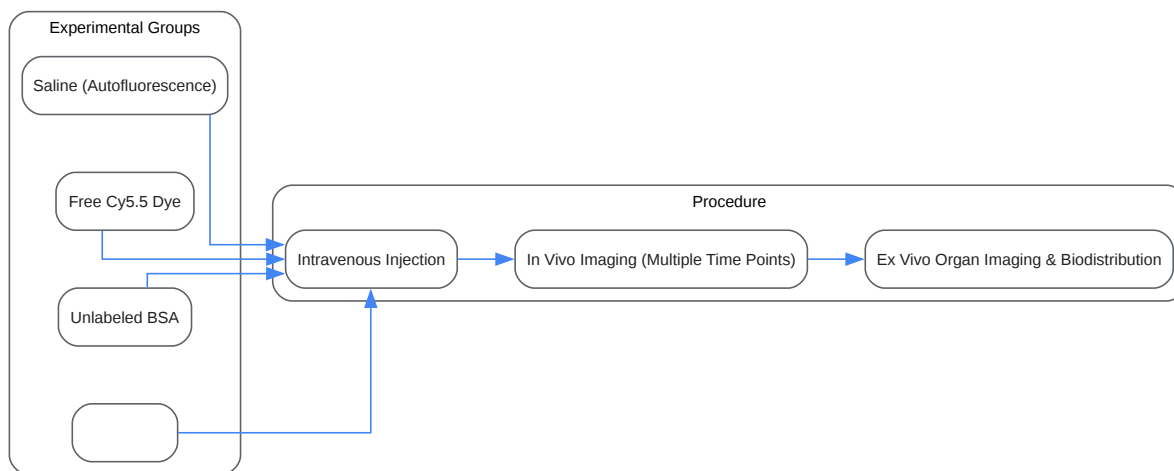 Experimental Groups
Saline (Autofluorescence)
Free Cy5.5 Dye
Unlabeled BSA
Procedure
Intravenous Injection
In Vivo Imaging (Multiple Time Points)
Ex Vivo Organ Imaging & Biodistribution